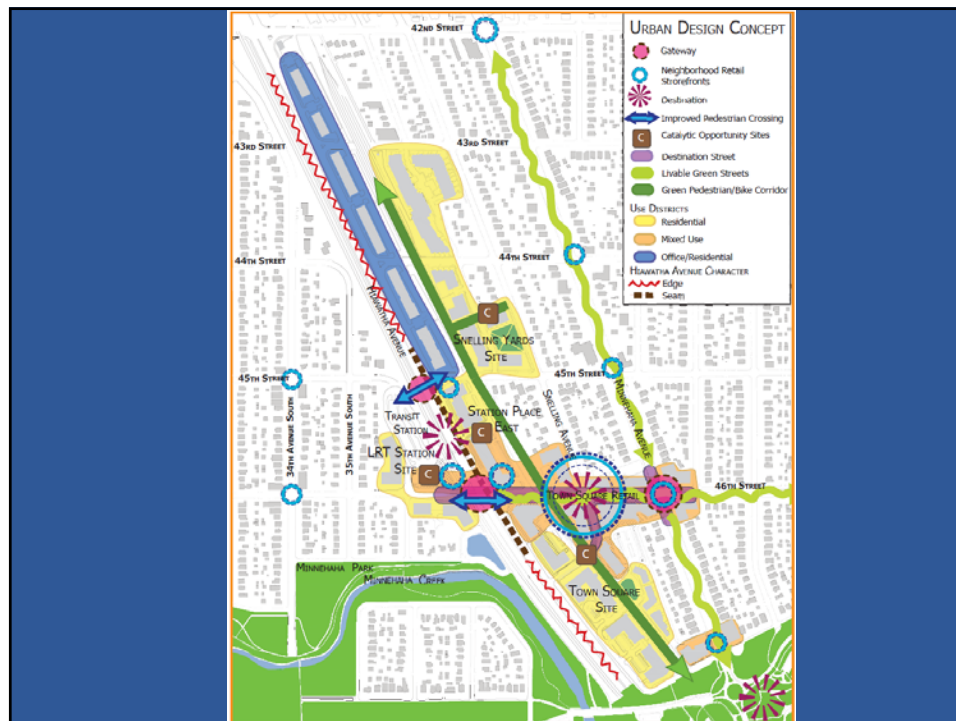 42ND STREET
URBAN DESIGN CONCEPT
Gateway
Neighborhood Retail
Strorefronts
Destination
Improved Pedestrian Crossing
C
Catalytic Opportunity Sites
Destination Street
Livable Green Streets
Green Pedestrian/Bike Corridor
USE DISTRICTS
Residential
Mixed Use
Office/Residential
HIAWATHA AVENUE CHARACTER
Edge
Seam
43RD STREET
43RD STREET
44TH STREET
44TH STREET
HIAWATHA AVENUE
C
SNELLING YARDS
SITE
45TH STREET
45TH STREET
MINNEHAHA AVENUE
SNELLING AVENUE
34TH AVENUE SOUTH
35TH AVENUE SOUTH
TRANSIT
STATION
STATION PLACE
EAST
C
LRT STATION
SITE
C
TOWN SQUARE RETAIL
46TH STREET
C
MINNEHAHA PARK
MINNEHAHA CREEK
TOWN SQUARE
SITE